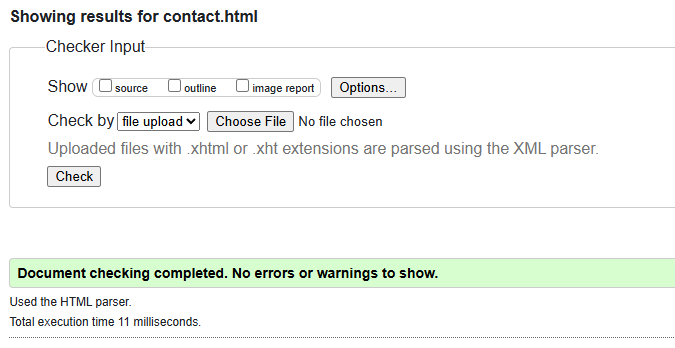 Showing results for contact.html
Checker Input
Show source outline image report Options...
Check by file upload Choose File No file chosen
Uploaded files with .xhtml or .xht extensions are parsed using the XML parser.
Check
Document checking completed. No errors or warnings to show.
Used the HTML parser.
Total execution time 11 milliseconds.